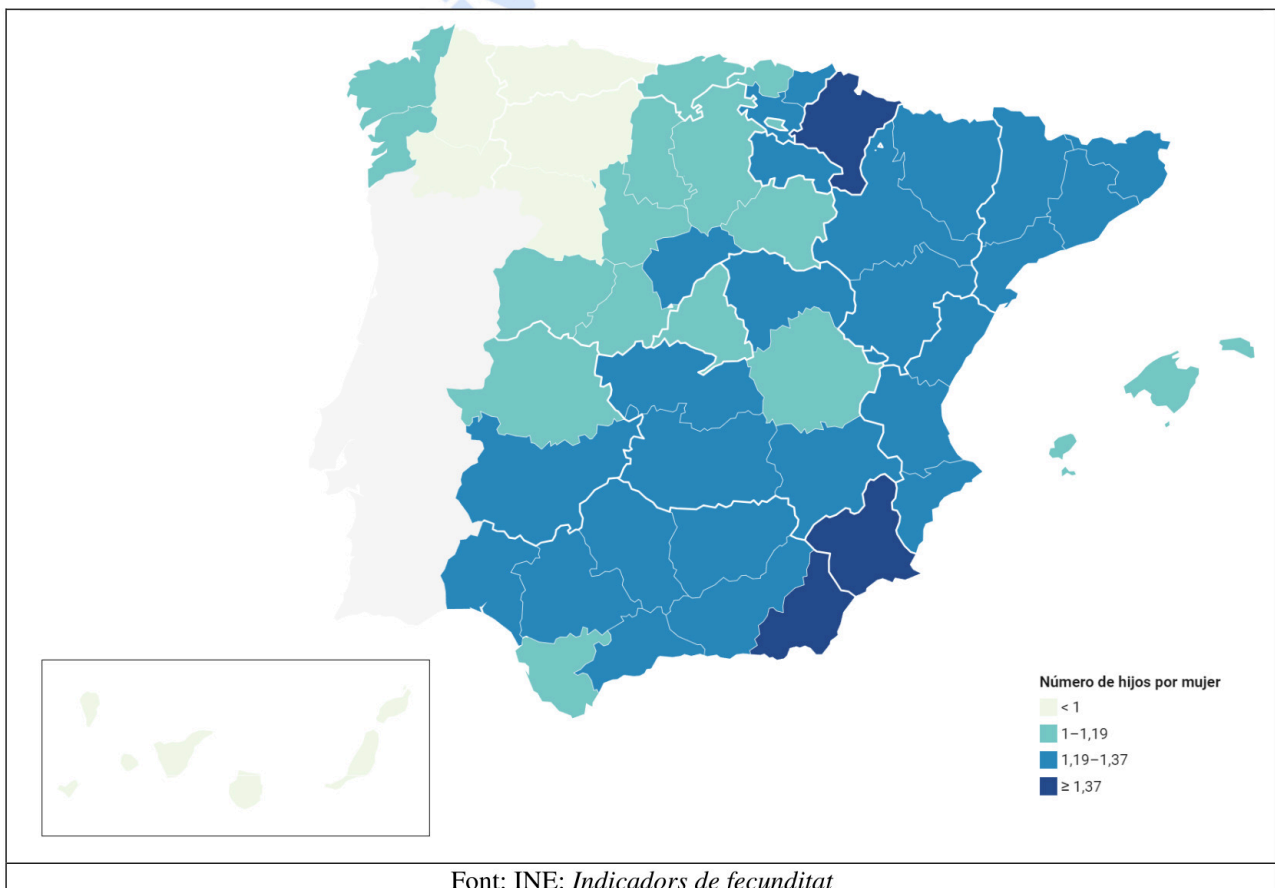 Número de hijos por mujer
< 1
1–1,19
1,19–1,37
≥ 1,37
Font: INE: Indicadors de fecunditat